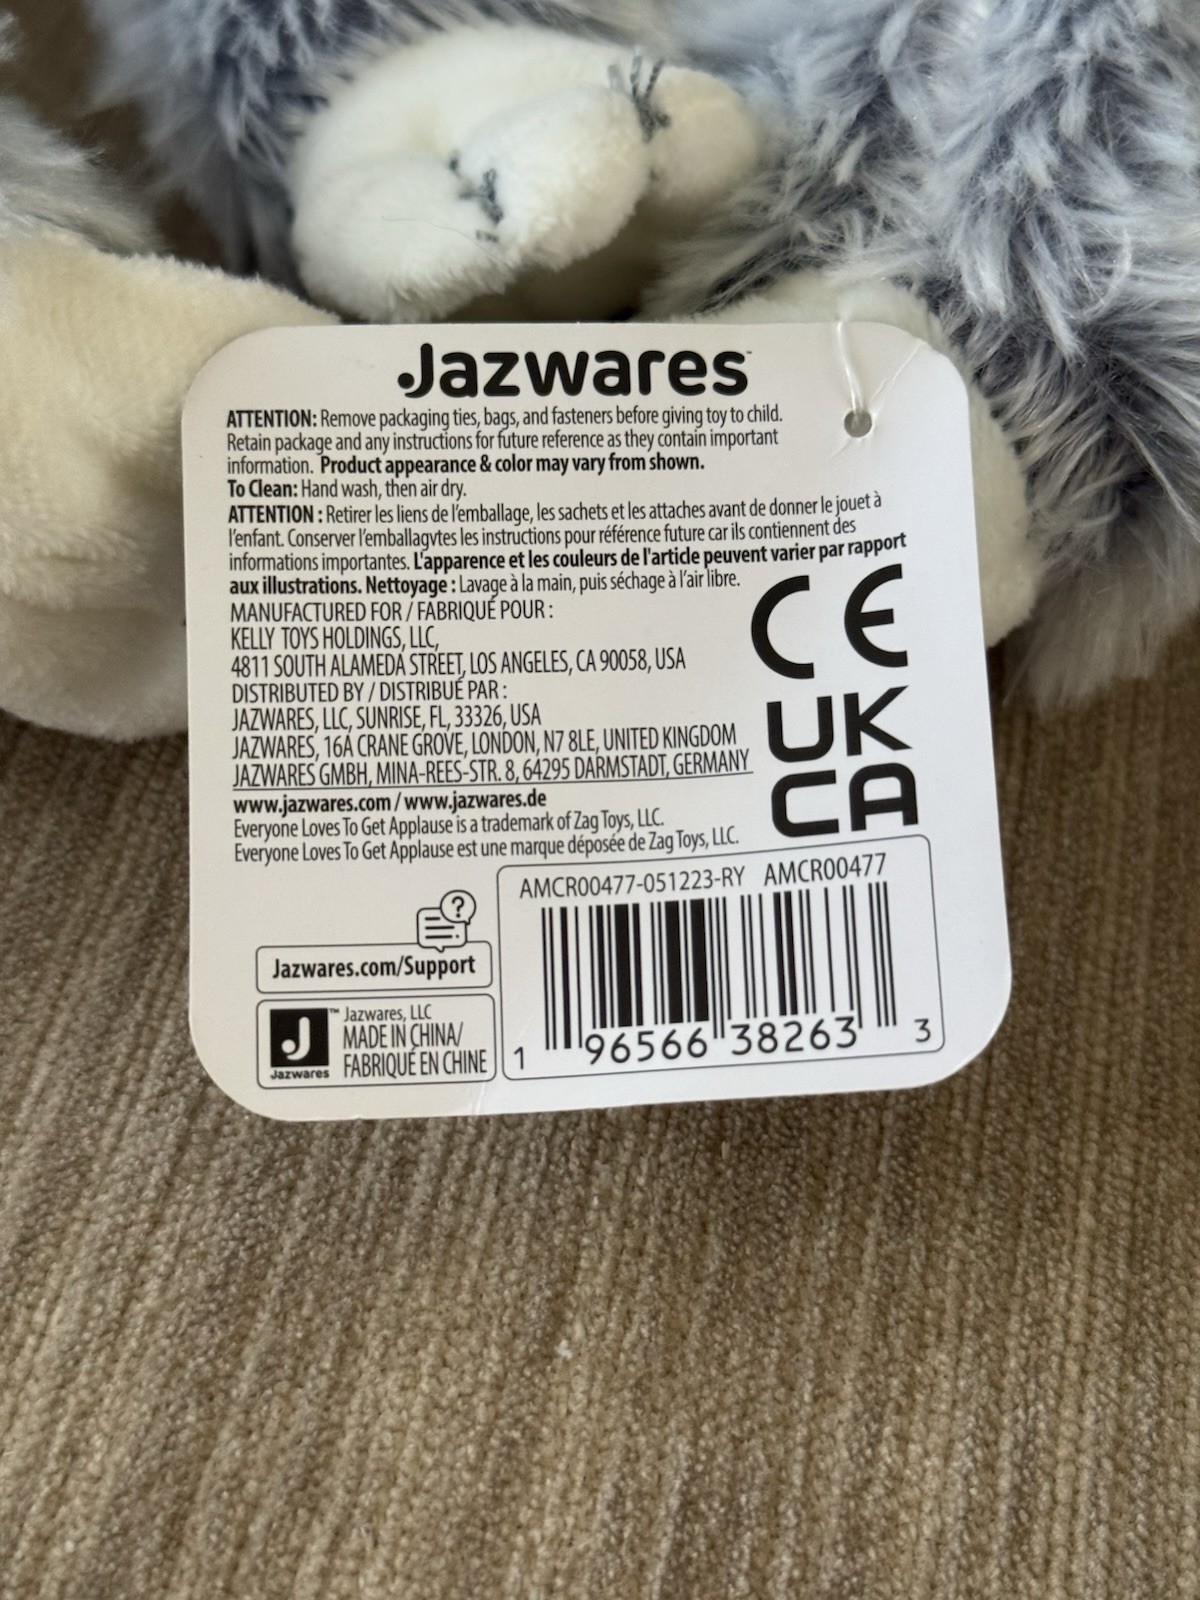 Jazwares™
ATTENTION: Remove packaging ties, bags, and fasteners before giving toy to child.
Retain package and any instructions for future reference as they contain important
information. Product appearance & color may vary from shown.
To Clean: Hand wash, then air dry.
ATTENTION : Retirer les liens de l'emballage, les sachets et les attaches avant de donner le jouet à
l'enfant. Conserver l'emballagvtes les instructions pour référence future car ils contiennent des
informations importantes. L'apparence et les couleurs de l'article peuvent varier par rapport
aux illustrations. Nettoyage : Lavage à la main, puis séchage à l'air libre.
MANUFACTURED FOR / FABRIQUÉ POUR :
KELLY TOYS HOLDINGS, LLC,
4811 SOUTH ALAMEDA STREET, LOS ANGELES, CA 90058, USA
DISTRIBUTED BY / DISTRIBUÉ PAR :
JAZWARES, LLC, SUNRISE, FL, 33326, USA
JAZWARES, 16A CRANE GROVE, LONDON, N7 8LE, UNITED KINGDOM
JAZWARES GMBH, MINA-REES-STR. 8, 64295 DARMSTADT, GERMANY
www.jazwares.com / www.jazwares.de
Everyone Loves To Get Applause is a trademark of Zag Toys, LLC.
Everyone Loves To Get Applause est une marque déposée de Zag Toys, LLC.
CE
UK
CA
?
Jazwares.com/Support
J™
Jazwares
Jazwares, LLC
MADE IN CHINA/
FABRIQUÉ EN CHINE
AMCR00477-051223-RY AMCR00477
1 96566 38263 3